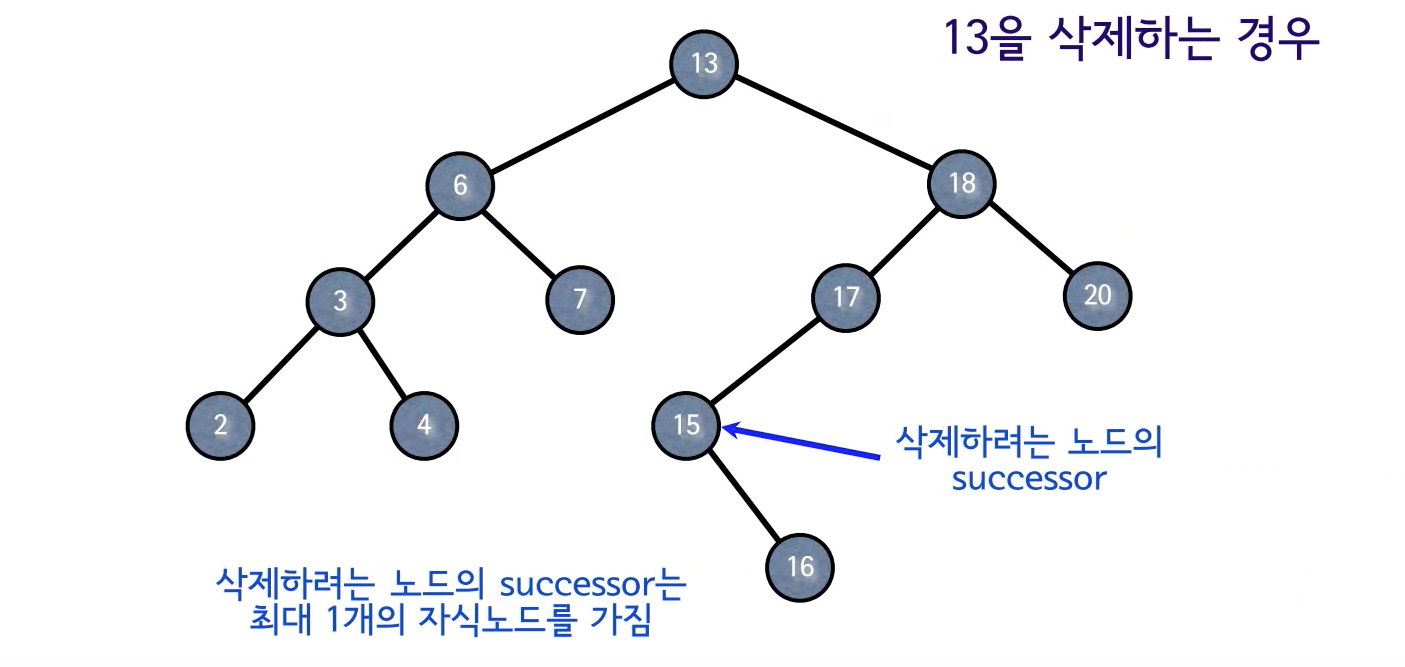 13을 삭제하는 경우
13
6
18
3
7
17
20
2
4
15
삭제하려는 노드의
successor
16
삭제하려는 노드의 successor는
최대 1개의 자식노드를 가짐